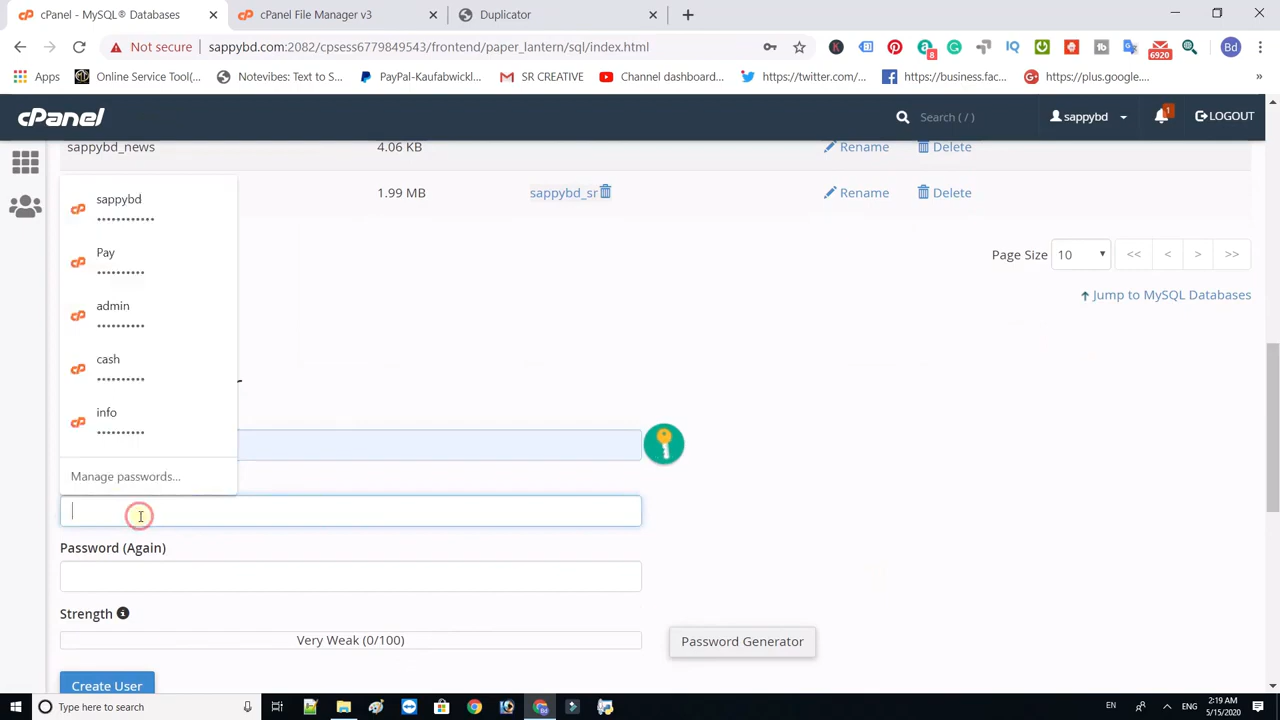 cPanel - MySQL® Databases
cPanel File Manager v3
Duplicator
Not secure
sappybd.com:2082/cpsess6779849543/frontend/paper_lantern/sql/index.html
8
6920
Bd
Apps
Online Service Tool(...
Notevibes: Text to S...
PayPal-Kaufabwickl...
SR CREATIVE
Channel dashboard...
https://twitter.com/...
https://business.fac...
https://plus.google....
»
cPanel
Search ( / )
sappybd
1
LOGOUT
sappybd_news
4.06 KB
Rename
Delete
1.99 MB
sappybd_sr
Rename
Delete
Page Size
10
<<
<
>
>>
Jump to MySQL Databases
sappybd
••••••••••••
Pay
••••••••••
admin
••••••••••
cash
••••••••••
info
••••••••••
Manage passwords...
Password (Again)
Strength
Very Weak (0/100)
Password Generator
Create User
Type here to search
EN
ENG
2:19 AM
5/15/2020